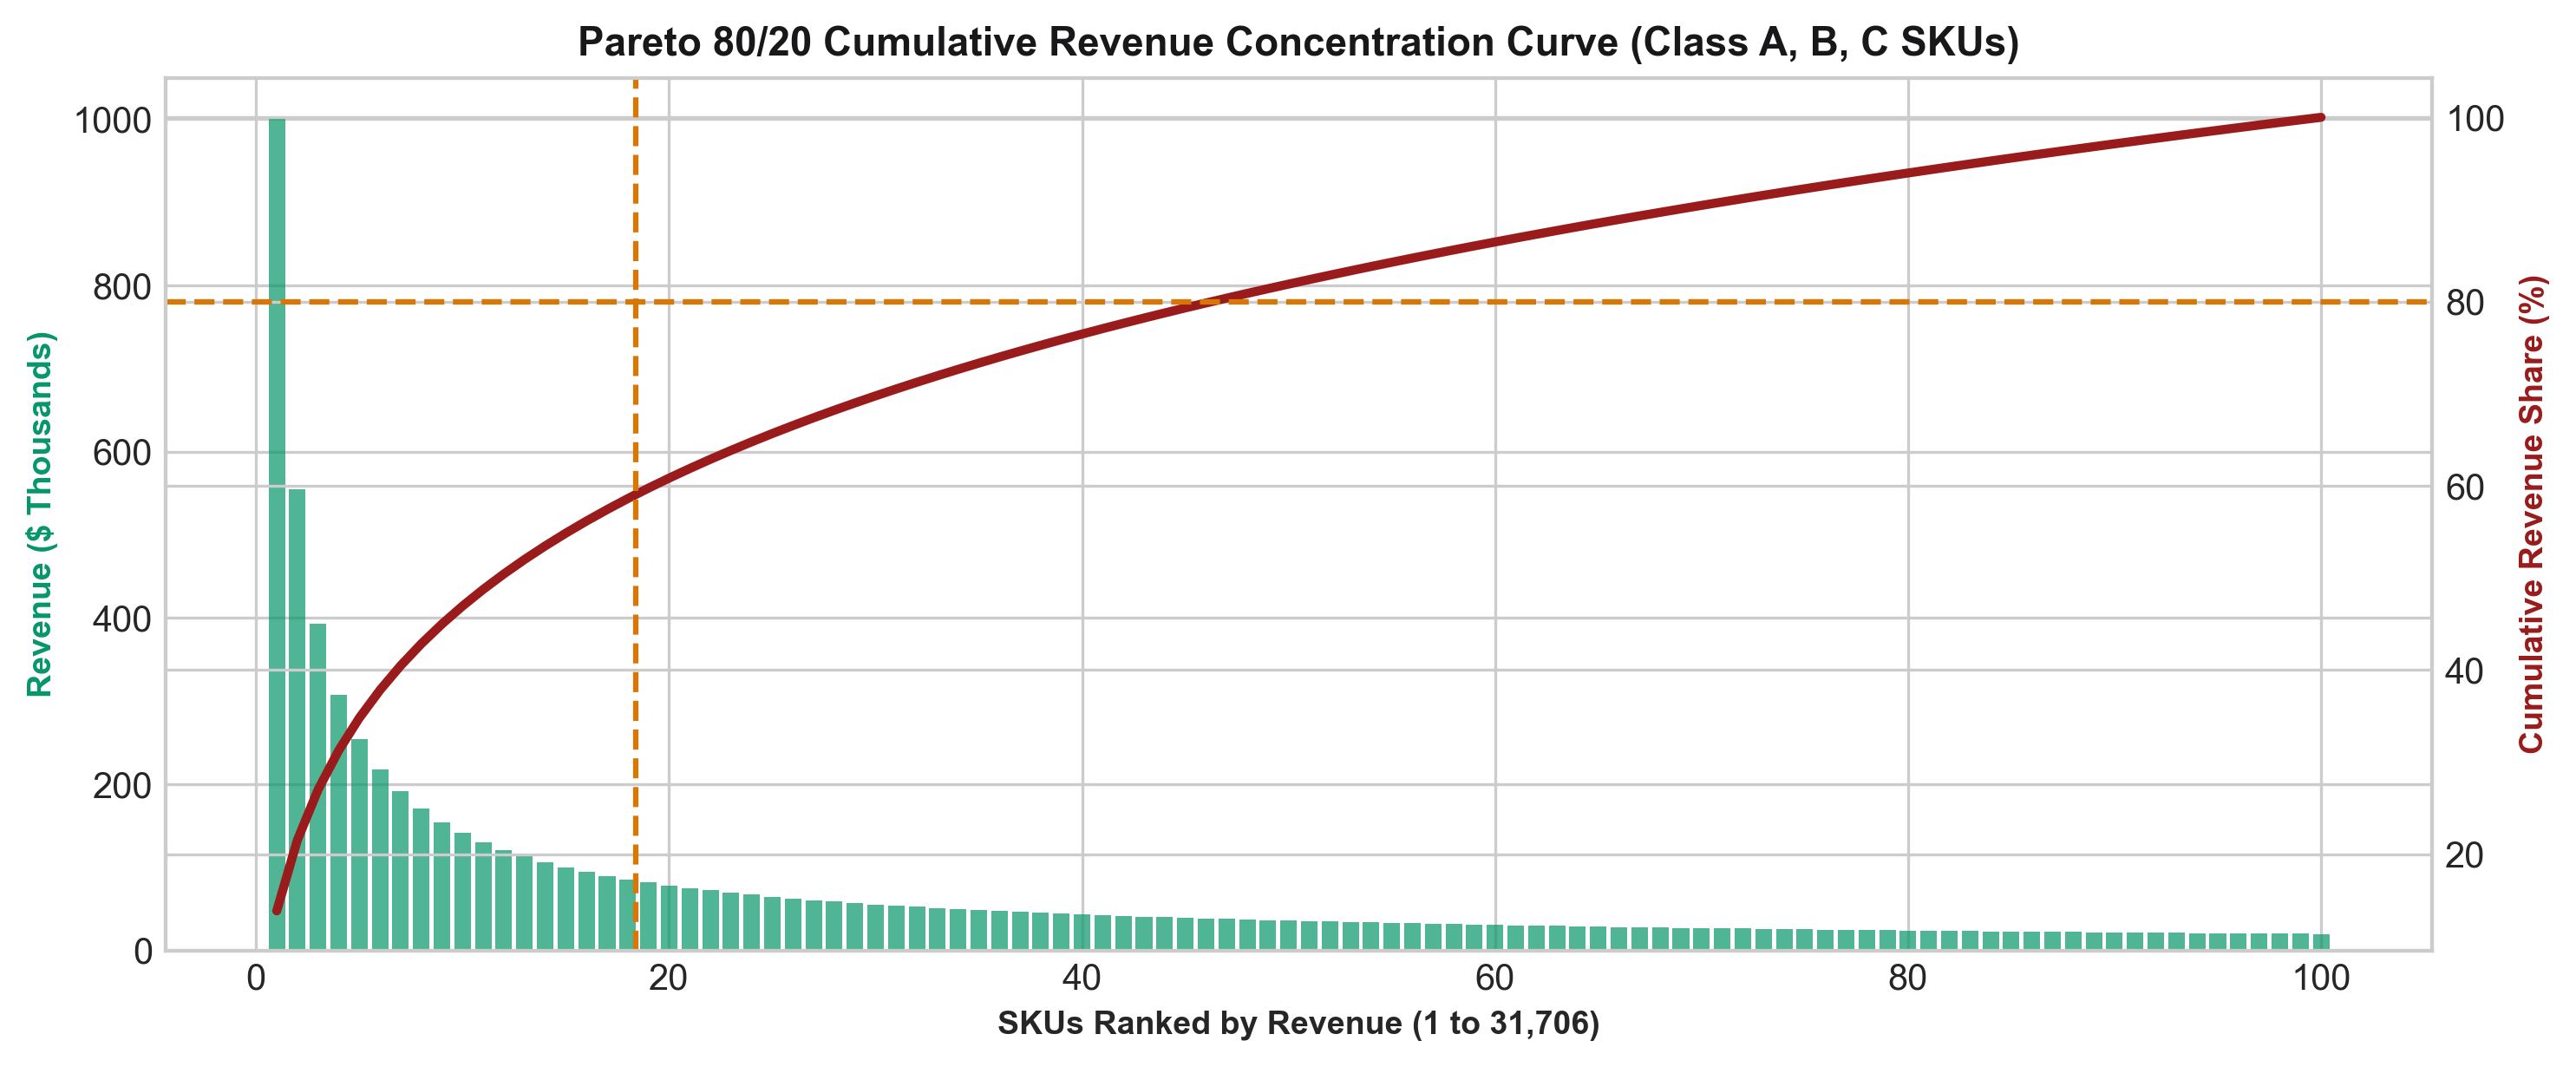 Pareto 80/20 Cumulative Revenue Concentration Curve (Class A, B, C SKUs)
Revenue ($ Thousands)
1000
800
600
400
200
0
100
80
60
40
20
Cumulative Revenue Share (%)
0 20 40 60 80 100
SKUs Ranked by Revenue (1 to 31,706)